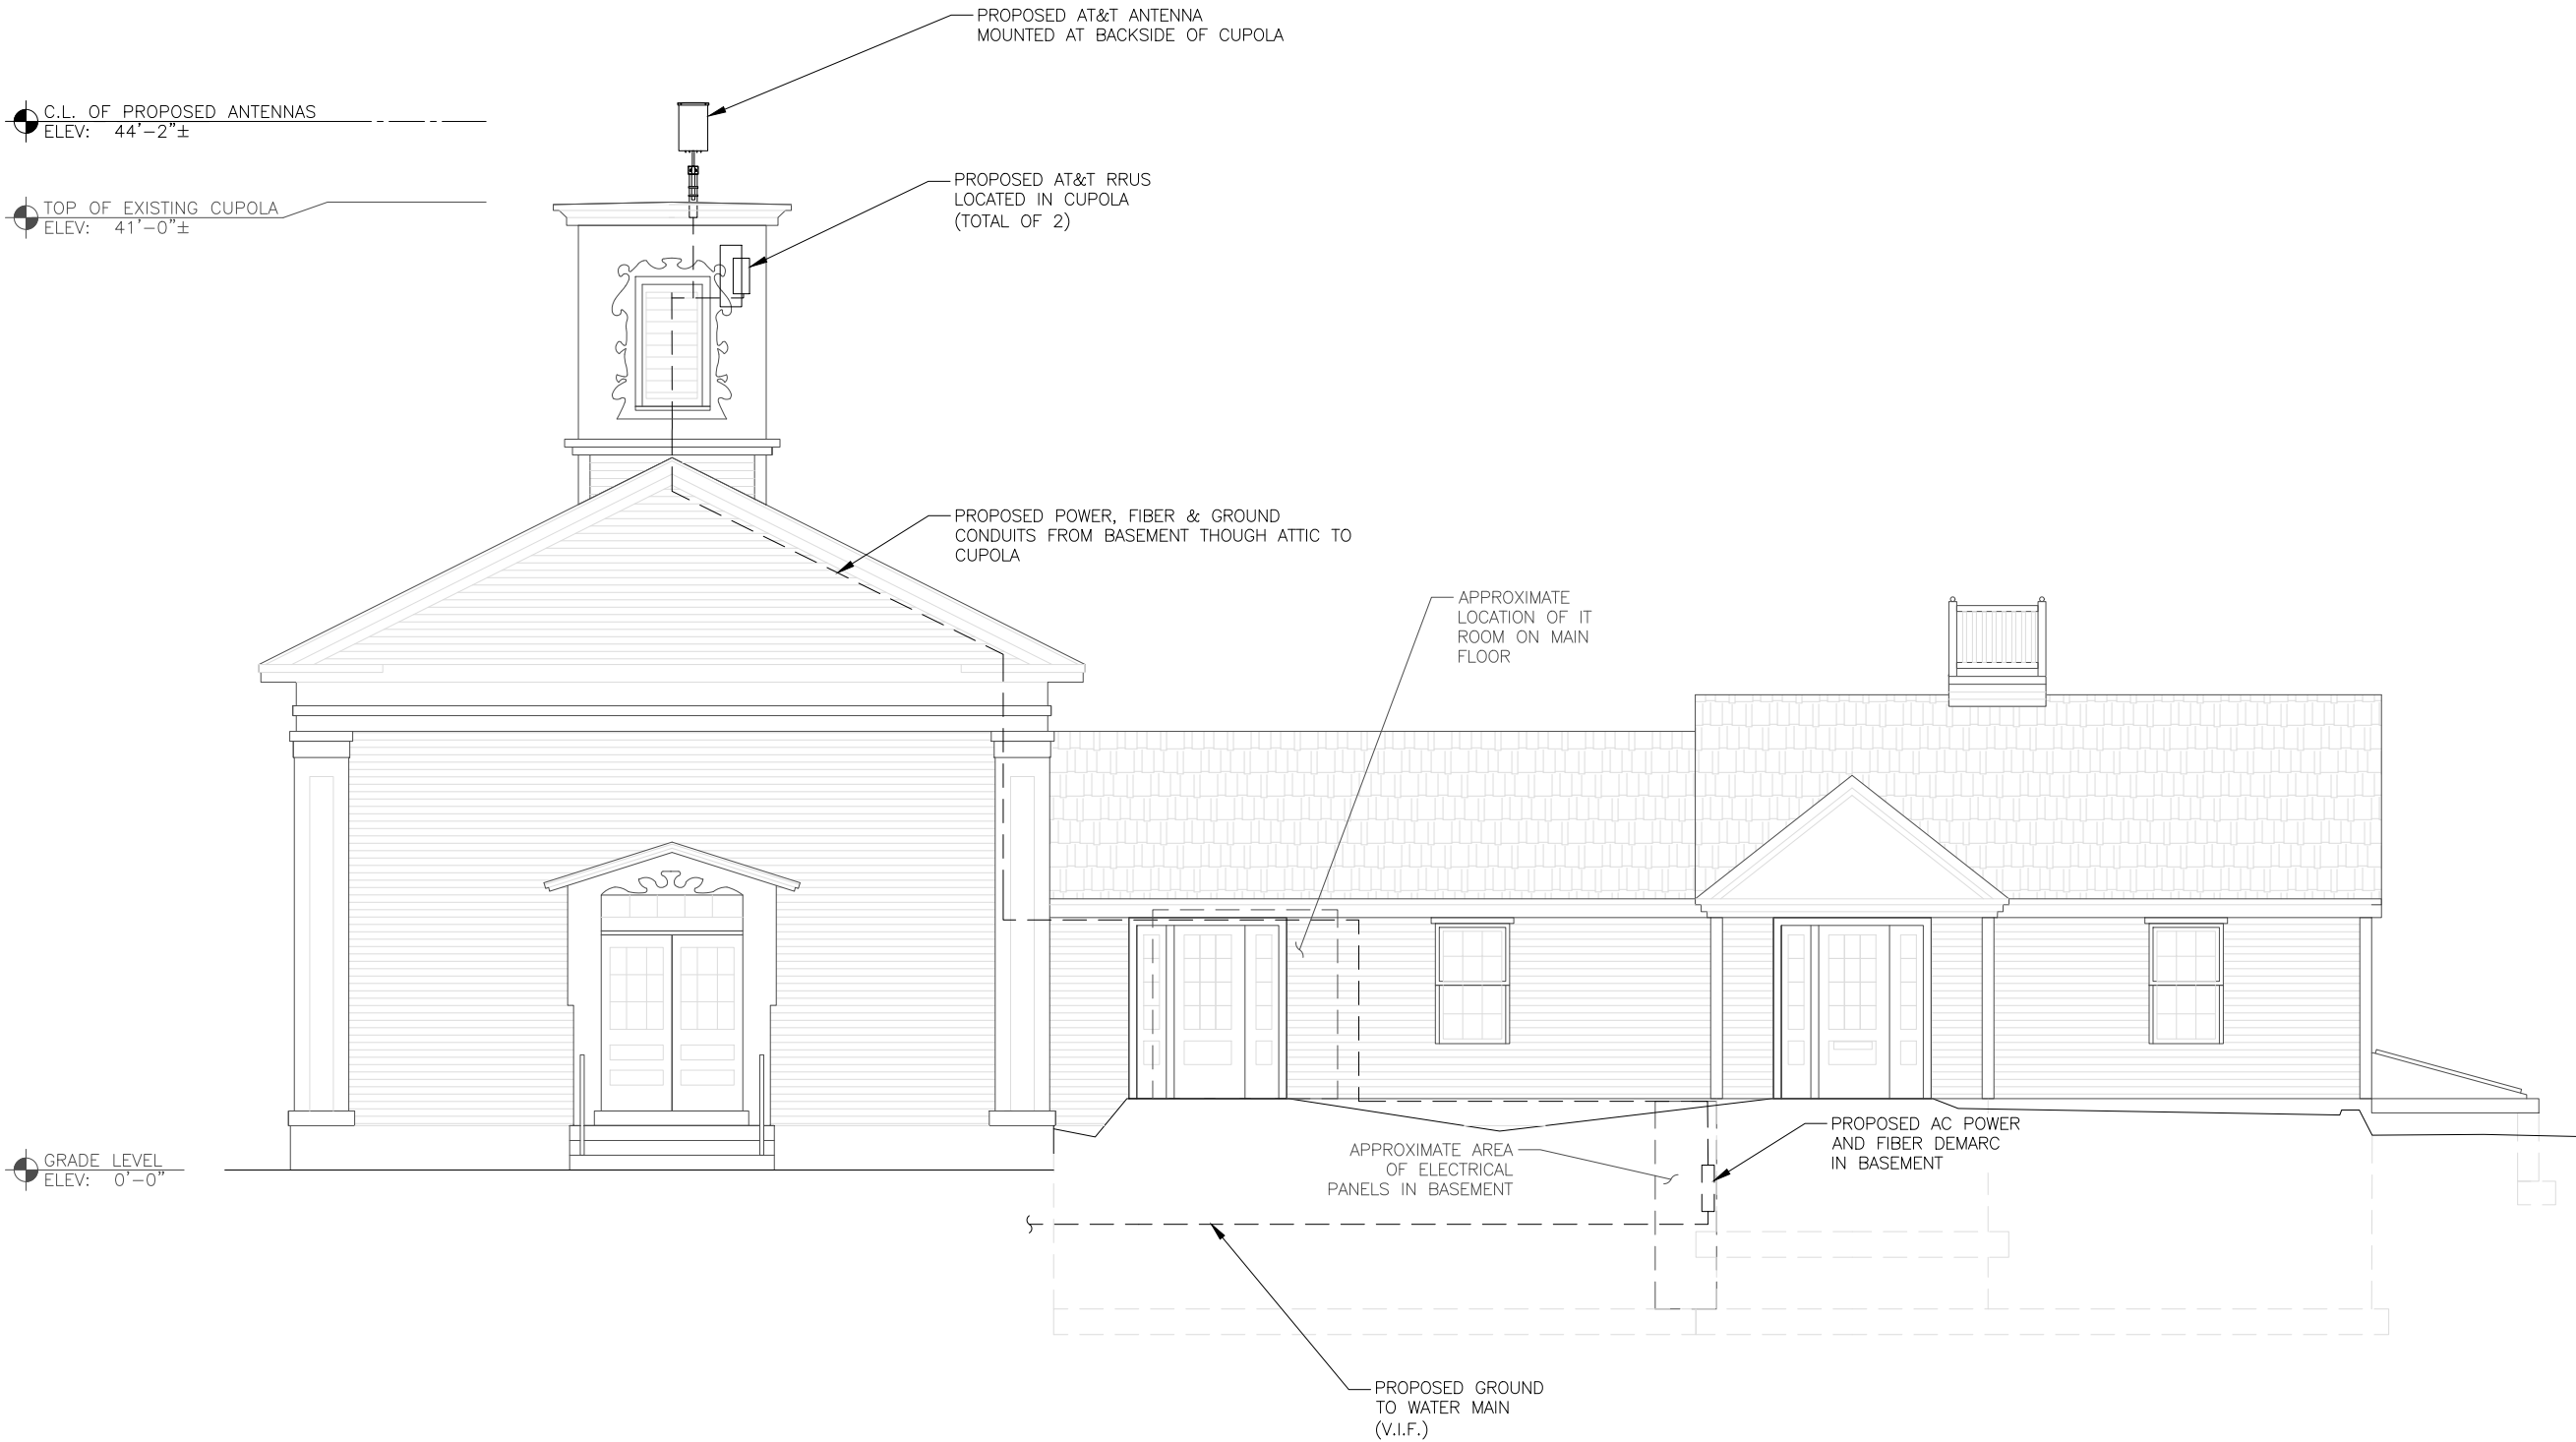 PROPOSED AT&T ANTENNA
MOUNTED AT BACKSIDE OF CUPOLA
C.L. OF PROPOSED ANTENNAS
ELEV: 44'-2"±
PROPOSED AT&T RRUS
LOCATED IN CUPOLA
(TOTAL OF 2)
TOP OF EXISTING CUPOLA
ELEV: 41'-0"±
PROPOSED POWER, FIBER & GROUND
CONDUITS FROM BASEMENT THOUGH ATTIC TO
CUPOLA
APPROXIMATE
LOCATION OF IT
ROOM ON MAIN
FLOOR
PROPOSED AC POWER
AND FIBER DEMARC
IN BASEMENT
APPROXIMATE AREA
OF ELECTRICAL
PANELS IN BASEMENT
GRADE LEVEL
ELEV: 0'-0"
PROPOSED GROUND
TO WATER MAIN
(V.I.F.)